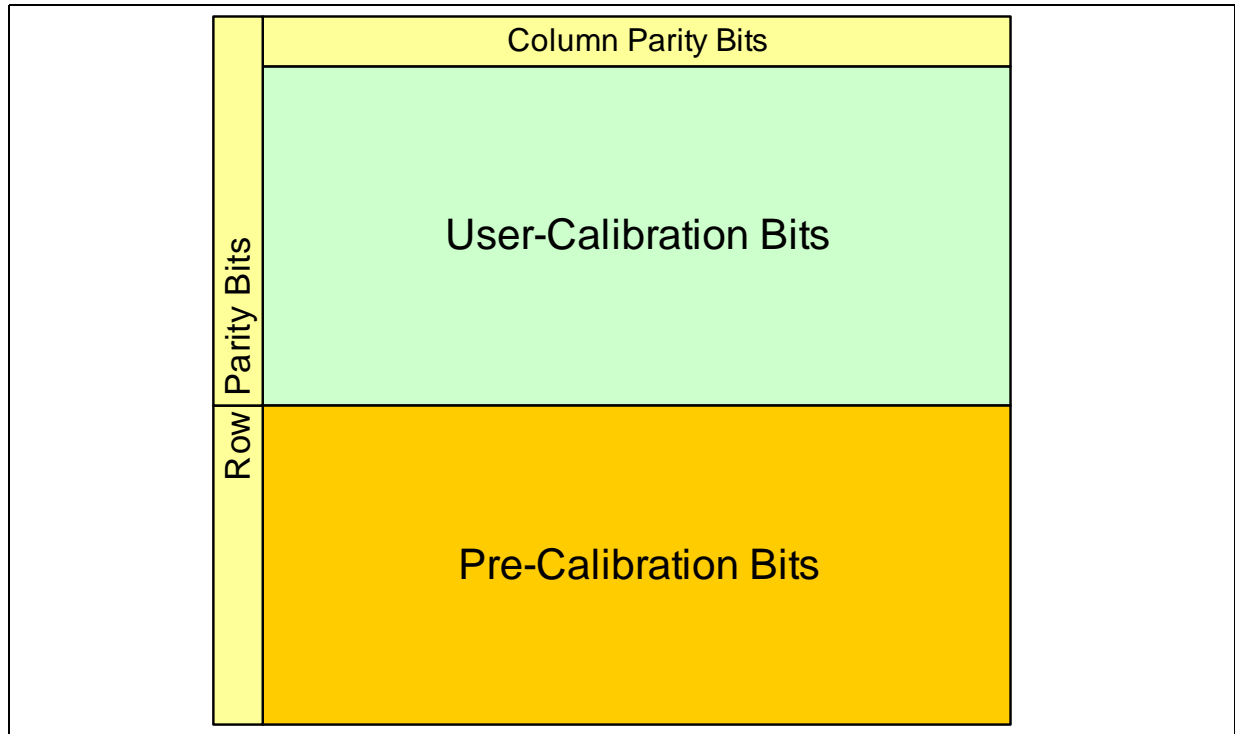 Column Parity Bits
User-Calibration Bits
Row Parity Bits
Pre-Calibration Bits